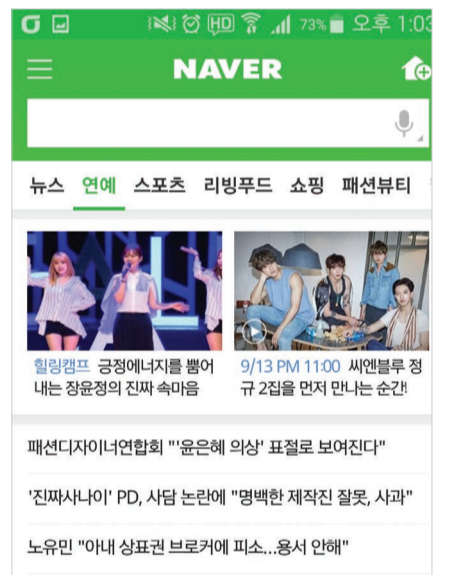 HD 73% 오후 1:03
NAVER
뉴스 연예 스포츠 리빙푸드 쇼핑 패션뷰티
힐링캠프 긍정에너지를 뿜어
내는 장윤정의 진짜 속마음
9/13 PM 11:00 씨엔블루 정
규 2집을 먼저 만나는 순간!
패션디자이너연합회 "'윤은혜 의상' 표절로 보여진다"
'진짜사나이' PD, 사담 논란에 "명백한 제작진 잘못, 사과"
노유민 "아내 상표권 브로커에 피소...용서 안해"